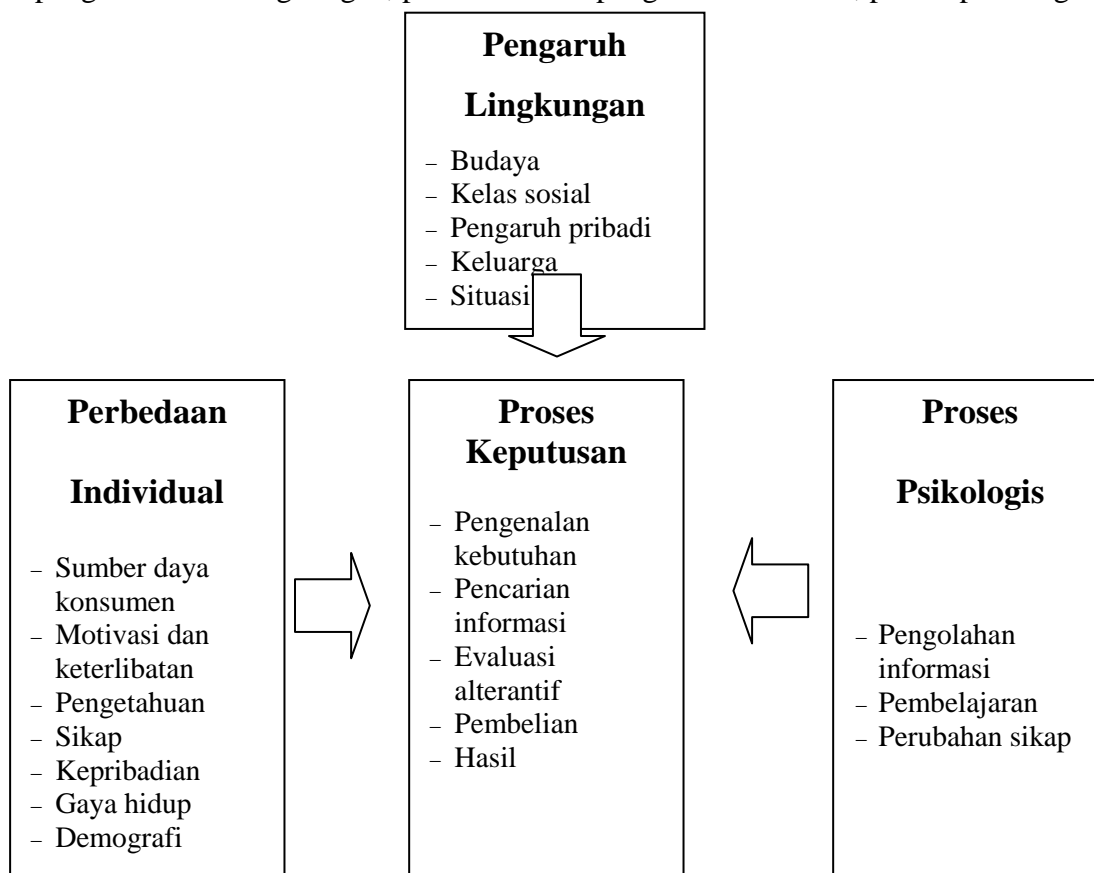 Pengaruh
Lingkungan
– Budaya
– Kelas sosial
– Pengaruh pribadi
– Keluarga
– Situasi
Perbedaan
Individual
– Sumber daya
konsumen
– Motivasi dan
keterlibatan
– Pengetahuan
– Sikap
– Kepribadian
– Gaya hidup
– Demografi
Proses
Keputusan
– Pengenalan
kebutuhan
– Pencarian
informasi
– Evaluasi
alterantif
– Pembelian
– Hasil
Proses
Psikologis
– Pengolahan
informasi
– Pembelajaran
– Perubahan sikap